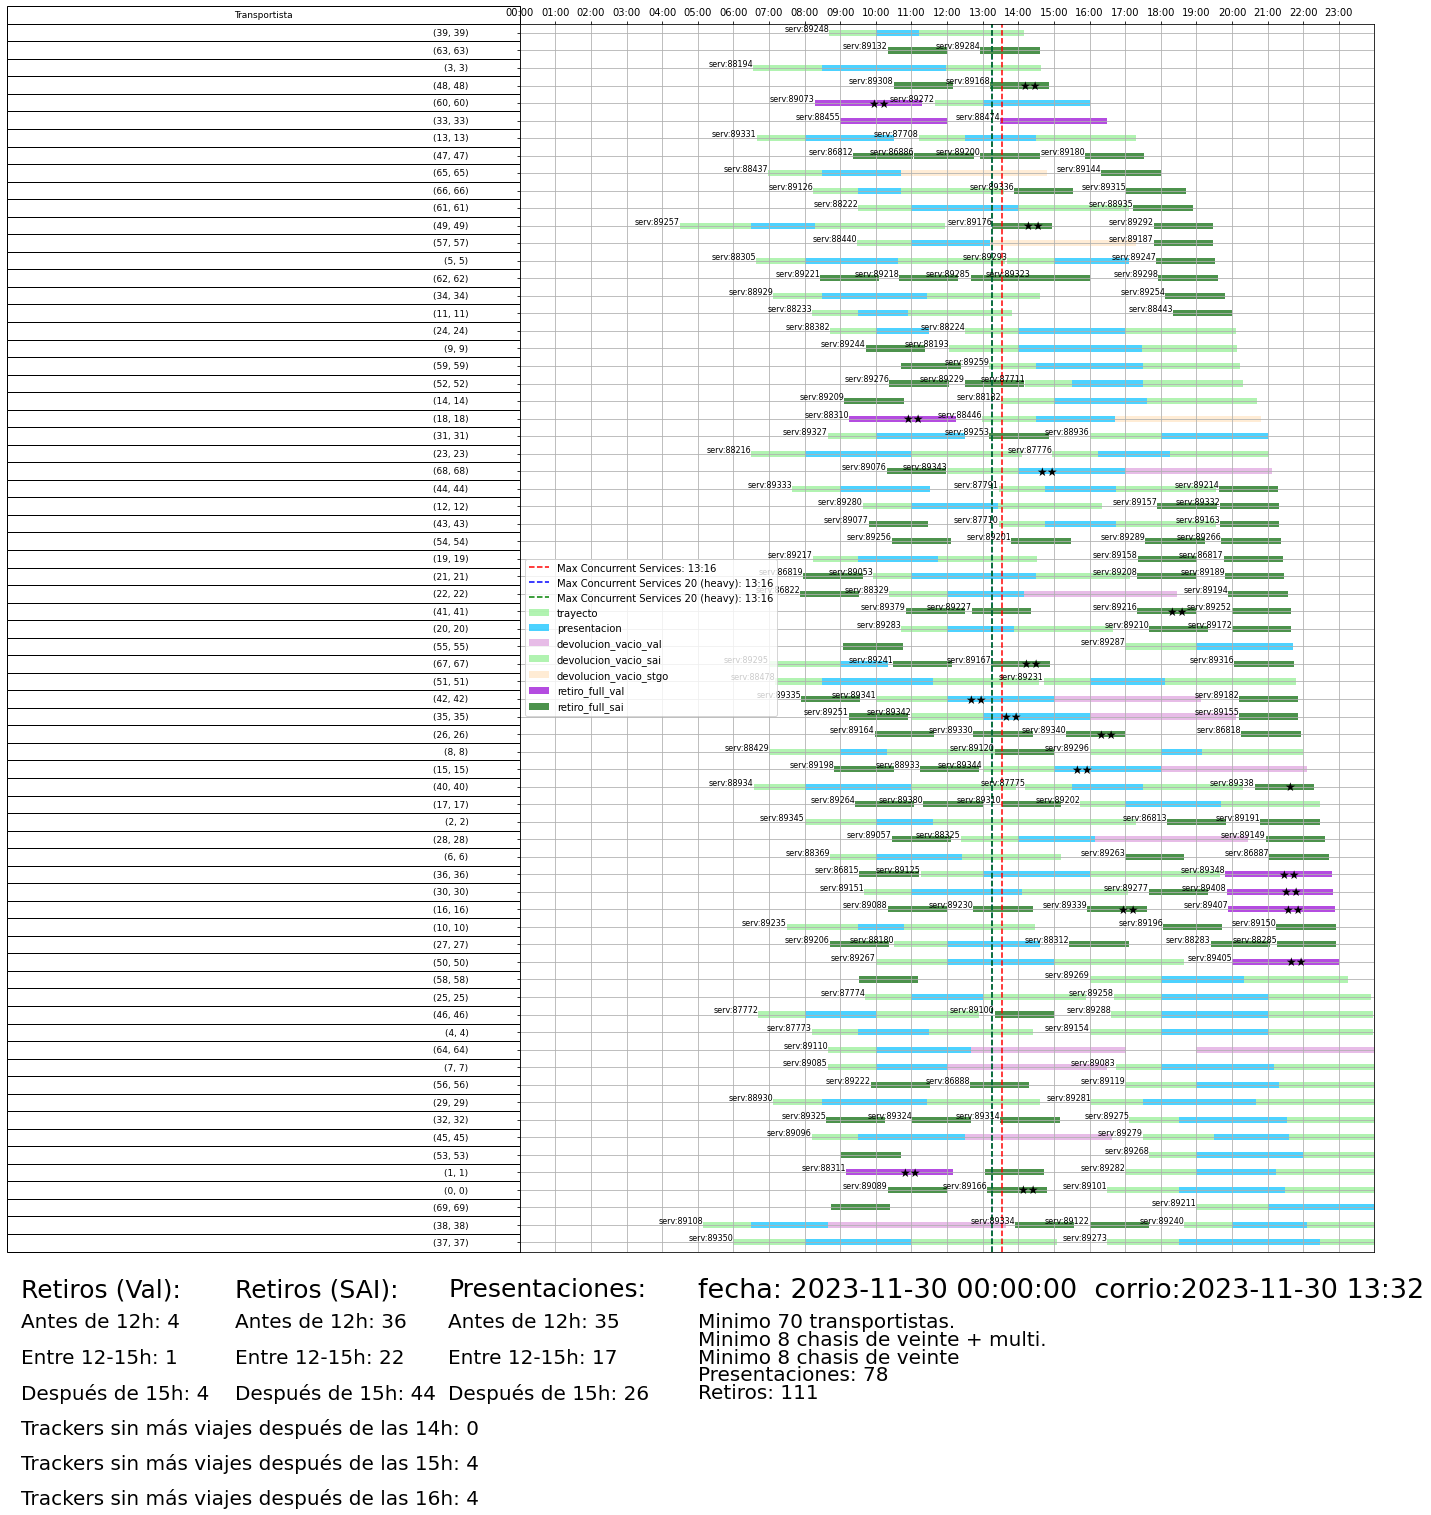 Transportista 00:00 01:00 02:00 03:00 04:00 05:00 06:00 07:00 08:00 09:00 10:00 11:00 12:00 13:00 14:00 15:00 16:00 17:00 18:00 19:00 20:00 21:00 22:00 23:00
(39, 39) serv:89248
(63, 63) serv:89132 serv:89284
(3, 3) serv:88194
(48, 48) serv:89308 serv:89168
(60, 60) serv:89073 serv:89272
(33, 33) serv:88455 serv:88474
(13, 13) serv:89331 serv:87708
(47, 47) serv:86812 serv:86886 serv:89200 serv:89180
(65, 65) serv:88437 serv:89144
(66, 66) serv:89126 serv:89336 serv:89315
(61, 61) serv:88222 serv:88935
(49, 49) serv:89257 serv:89176 serv:89292
(57, 57) serv:88440 serv:89187
(5, 5) serv:88305 serv:89293 serv:89247
(62, 62) serv:89221 serv:89218 serv:89285 serv:89323 serv:89298
(34, 34) serv:88929 serv:89254
(11, 11) serv:88233 serv:88443
(24, 24) serv:88382 serv:88224
(9, 9) serv:89244 serv:88193
(59, 59) serv:89259
(52, 52) serv:89276 serv:89229 serv:87711
(14, 14) serv:89209 serv:88182
(18, 18) serv:88310 serv:88446
(31, 31) serv:89327 serv:89253 serv:88936
(23, 23) serv:88216 serv:87776
(68, 68) serv:89076 serv:89343
(44, 44) serv:89333 serv:87791 serv:89214
(12, 12) serv:89280 serv:89157 serv:89332
(43, 43) serv:89077 serv:87710 serv:89163
(54, 54) serv:89256 serv:89201 serv:89289 serv:89266
(19, 19) serv:89217 serv:89158 serv:86817
(21, 21) serv:86819 serv:89053 serv:89208 serv:89189
(22, 22) serv:86822 serv:88329 serv:89194
(41, 41) serv:89379 serv:89227 serv:89216 serv:89252
(20, 20) serv:89283 serv:89210 serv:89172
(55, 55) serv:89287
(67, 67) serv:89295 serv:89241 serv:89167 serv:89316
(51, 51) serv:88478 serv:89231
(42, 42) serv:89335 serv:89341 serv:89182
(35, 35) serv:89251 serv:89342 serv:89155
(26, 26) serv:89164 serv:89330 serv:89340 serv:86818
(8, 8) serv:88429 serv:89120 serv:89296
(15, 15) serv:89198 serv:88933 serv:89344
(40, 40) serv:88934 serv:87775 serv:89338
(17, 17) serv:89264 serv:89380 serv:89310 serv:89202
(2, 2) serv:89345 serv:86813 serv:89191
(28, 28) serv:89057 serv:88325 serv:89149
(6, 6) serv:88369 serv:89263 serv:86887
(36, 36) serv:86815 serv:89125 serv:89348
(30, 30) serv:89151 serv:89277 serv:89408
(16, 16) serv:89088 serv:89230 serv:89339 serv:89407
(10, 10) serv:89235 serv:89196 serv:89150
(27, 27) serv:89206 serv:88180 serv:88312 serv:88283 serv:88285
(50, 50) serv:89267 serv:89405
(58, 58) serv:89269
(25, 25) serv:87774 serv:89258
(46, 46) serv:87772 serv:89100 serv:89288
(4, 4) serv:87773 serv:89154
(64, 64) serv:89110
(7, 7) serv:89085 serv:89083
(56, 56) serv:89222 serv:86888 serv:89119
(29, 29) serv:88930 serv:89281
(32, 32) serv:89325 serv:89324 serv:89314 serv:89275
(45, 45) serv:89096 serv:89279
(53, 53) serv:89268
(1, 1) serv:88311 serv:89282
(0, 0) serv:89089 serv:89166 serv:89101
(69, 69) serv:89211
(38, 38) serv:89108 serv:89334 serv:89122 serv:89240
(37, 37) serv:89350 serv:89273
Max Concurrent Services: 13:16
Max Concurrent Services 20 (heavy): 13:16
Max Concurrent Services 20 (heavy): 13:16
trayecto
presentacion
devolucion_vacio_val
devolucion_vacio_sai
devolucion_vacio_stgo
retiro_full_val
retiro_full_sai
Retiros (Val): Retiros (SAI): Presentaciones: fecha: 2023-11-30 00:00:00 corrio:2023-11-30 13:32
Antes de 12h: 4 Antes de 12h: 36 Antes de 12h: 35
Entre 12-15h: 1 Entre 12-15h: 22 Entre 12-15h: 17
Después de 15h: 4 Después de 15h: 44 Después de 15h: 26
Minimo 70 transportistas.
Minimo 8 chasis de veinte + multi.
Minimo 8 chasis de veinte
Presentaciones: 78
Retiros: 111
Trackers sin más viajes después de las 14h: 0
Trackers sin más viajes después de las 15h: 4
Trackers sin más viajes después de las 16h: 4